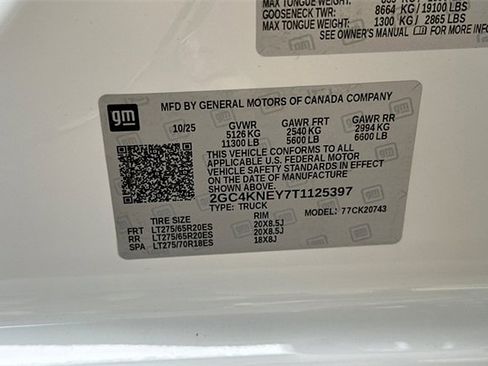 MAX TONGUE WEIGHT:
GOOSENECK TWR: 8664 KG / 19100 LBS
MAX TONGUE WEIGHT: 1300 KG / 2865 LBS
SEE OWNER'S MANUAL FOR MORE INFO
gm
MFD BY GENERAL MOTORS OF CANADA COMPANY
10/25 GVWR GAWR FRT GAWR RR
5126 KG 2540 KG 2994 KG
11300 LB 5600 LB 6600 LB
THIS VEHICLE CONFORMS TO ALL
APPLICABLE U.S. FEDERAL MOTOR
VEHICLE SAFETY STANDARDS IN EFFECT
ON THE DATE OF MANUFACTURE SHOWN ABOVE
2GC4KNEY7T1125397
TYPE: TRUCK MODEL: 77CK20743
TIRE SIZE RIM
FRT LT275/65R20ES 20X8.5J
RR LT275/65R20ES 20X8.5J
SPA LT275/70R18ES 18X8J